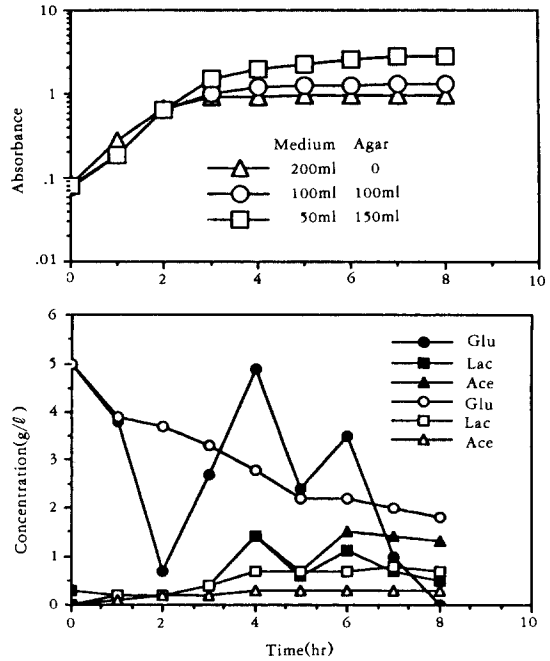 10
1
.1
.01
Absorbance
Medium Agar
200ml 0
100ml 100ml
50ml 150ml
0 2 4 6 8 10
6
5
4
3
2
1
0
Concentration(g/ℓ)
Glu
Lac
Ace
Glu
Lac
Ace
0 2 4 6 8 10
Time(hr)